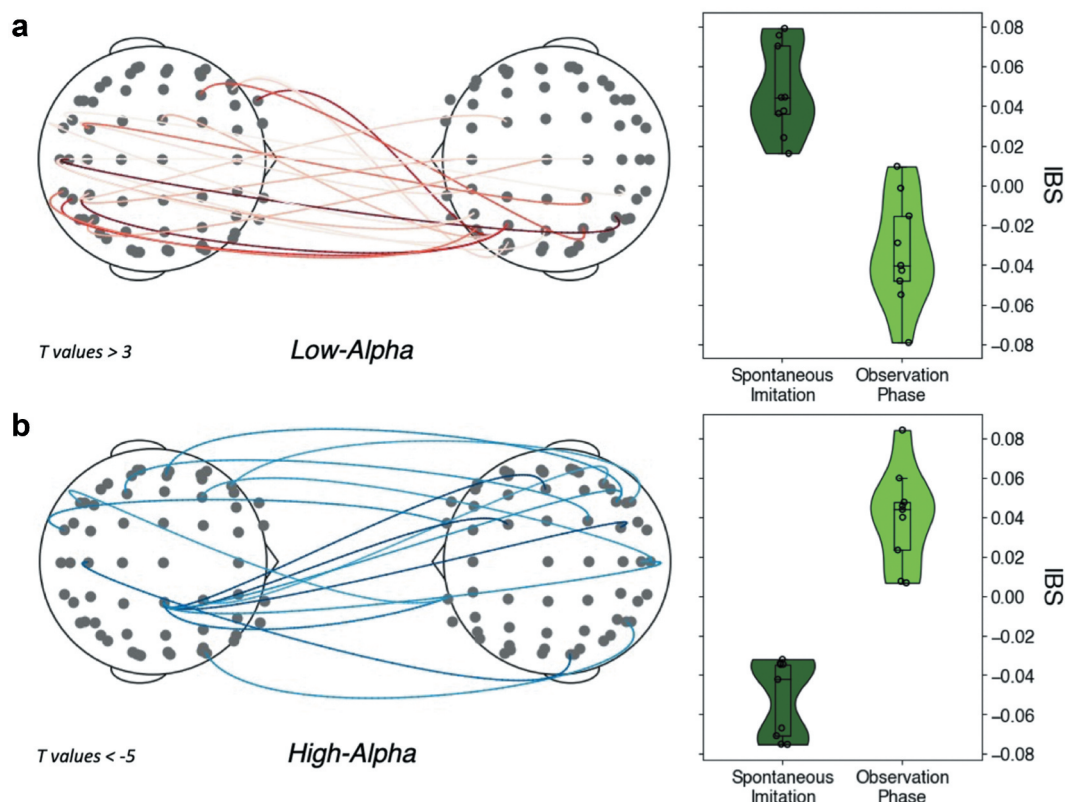 a
0.08
0.06
0.04
0.02
0.00
−0.02
−0.04
−0.06
−0.08
IBS
T values > 3
Low-Alpha
Spontaneous
Imitation
Observation
Phase
b
0.08
0.06
0.04
0.02
0.00
−0.02
−0.04
−0.06
−0.08
IBS
T values < -5
High-Alpha
Spontaneous
Imitation
Observation
Phase